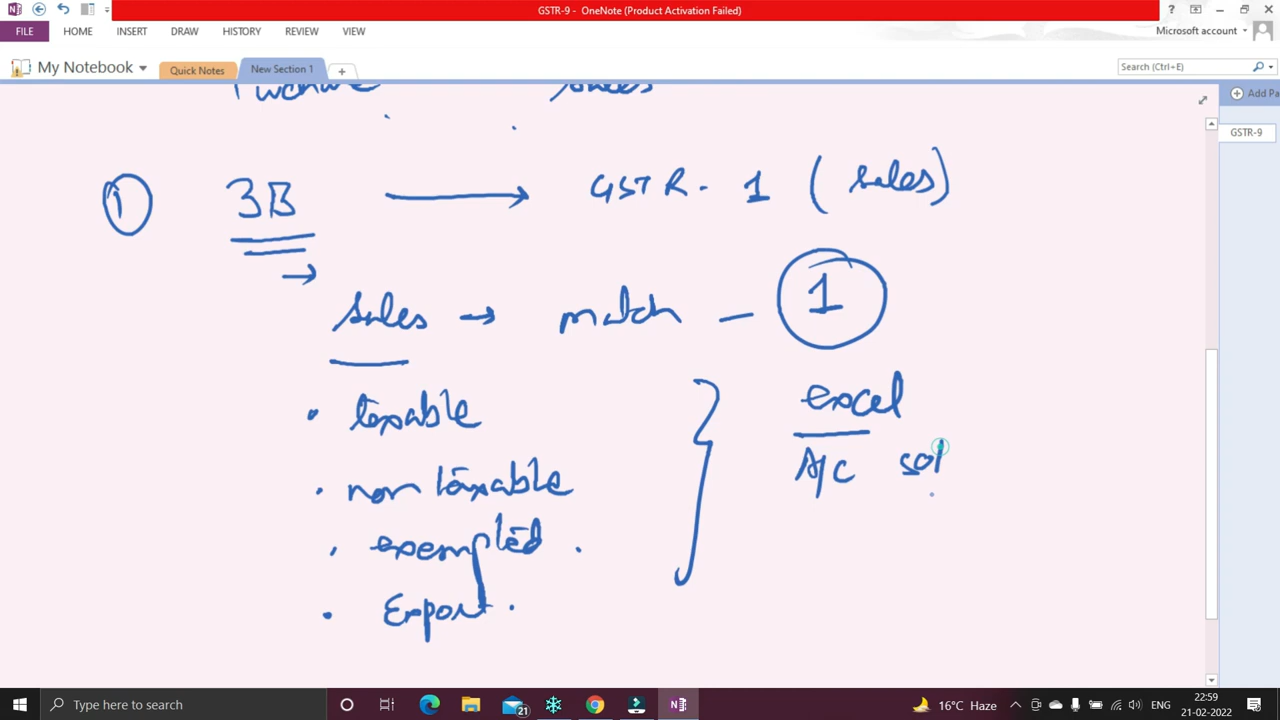 GSTR-9 - OneNote (Product Activation Failed)
FILE HOME INSERT DRAW HISTORY REVIEW VIEW
Microsoft account
My Notebook Quick Notes New Section 1
Search (Ctrl+E)
Add Pa
GSTR-9
1 3B → GSTR-1 (sales)
→
sales → match - 1
• taxable
• non taxable
• exempted.
• Export.
excel
A/C sof
Type here to search
21
16°C Haze
ENG
22:59
21-02-2022